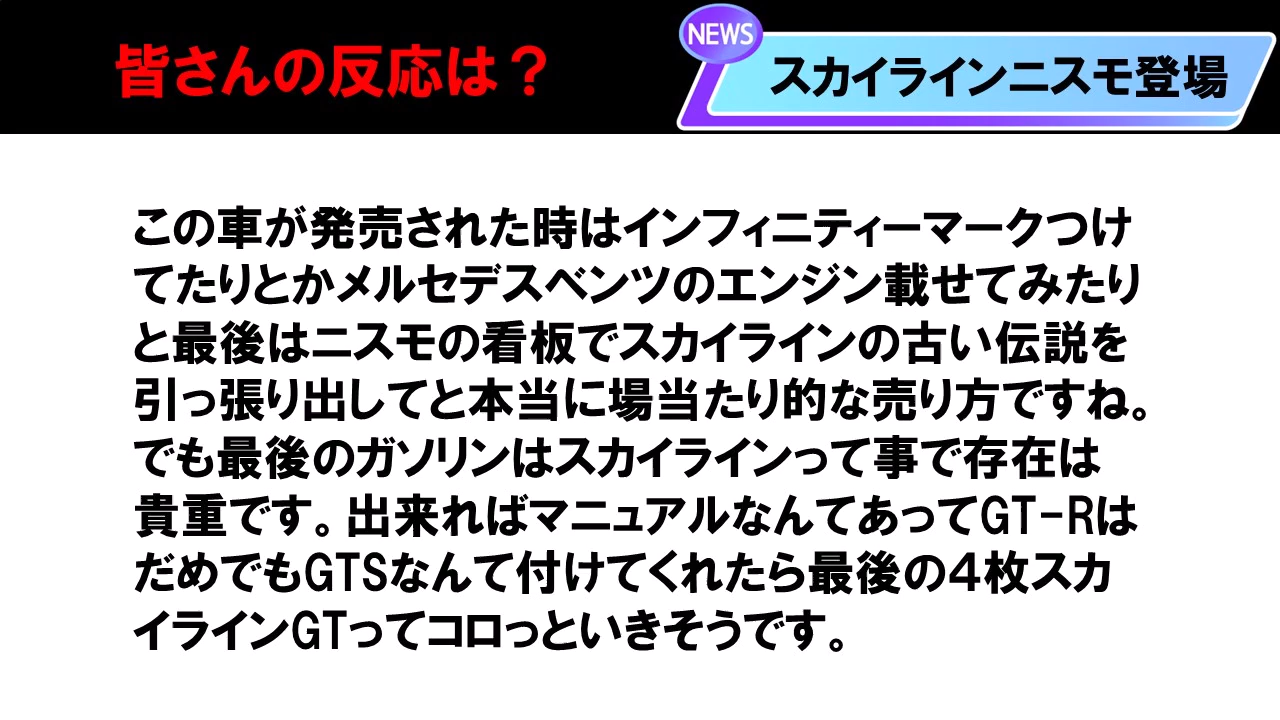 皆さんの反応は？
NEWS
スカイラインニスモ登場
この車が発売された時はインフィニティーマークつけ
てたりとかメルセデスベンツのエンジン載せてみたり
と最後はニスモの看板でスカイラインの古い伝説を
引っ張り出してと本当に場当たり的な売り方ですね。
でも最後のガソリンはスカイラインって事で存在は
貴重です。出来ればマニュアルなんてあってGT-Rは
だめでもGTSなんて付けてくれたら最後の４枚スカ
イラインGTってコロっといきそうです。